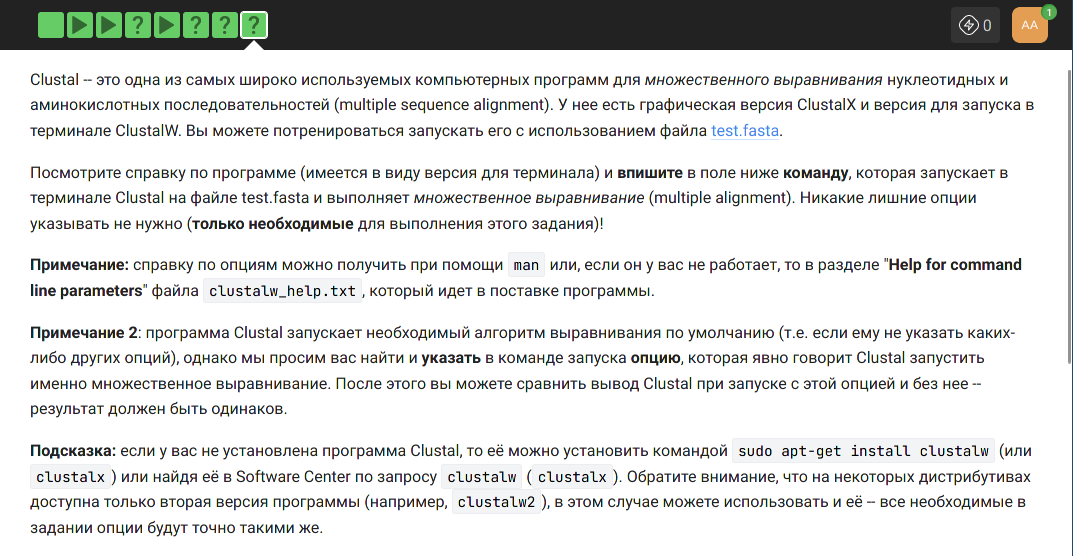 ? ? ? ? 0 AA 1
Clustal -- это одна из самых широко используемых компьютерных программ для множественного выравнивания нуклеотидных и
аминокислотных последовательностей (multiple sequence alignment). У нее есть графическая версия ClustalX и версия для запуска в
терминале ClustalW. Вы можете потренироваться запускать его с использованием файла test.fasta.
Посмотрите справку по программе (имеется в виду версия для терминала) и впишите в поле ниже команду, которая запускает в
терминале Clustal на файле test.fasta и выполняет множественное выравнивание (multiple alignment). Никакие лишние опции
указывать не нужно (только необходимые для выполнения этого задания)!
Примечание: справку по опциям можно получить при помощи man или, если он у вас не работает, то в разделе "Help for command
line parameters" файла clustalw_help.txt, который идет в поставке программы.
Примечание 2: программа Clustal запускает необходимый алгоритм выравнивания по умолчанию (т.е. если ему не указать каких-
либо других опций), однако мы просим вас найти и указать в команде запуска опцию, которая явно говорит Clustal запустить
именно множественное выравнивание. После этого вы можете сравнить вывод Clustal при запуске с этой опцией и без нее --
результат должен быть одинаков.
Подсказка: если у вас не установлена программа Clustal, то её можно установить командой sudo apt-get install clustalw (или
clustalx) или найдя её в Software Center по запросу clustalw (clustalx). Обратите внимание, что на некоторых дистрибутивах
доступна только вторая версия программы (например, clustalw2), в этом случае можете использовать и её -- все необходимые в
задании опции будут точно такими же.